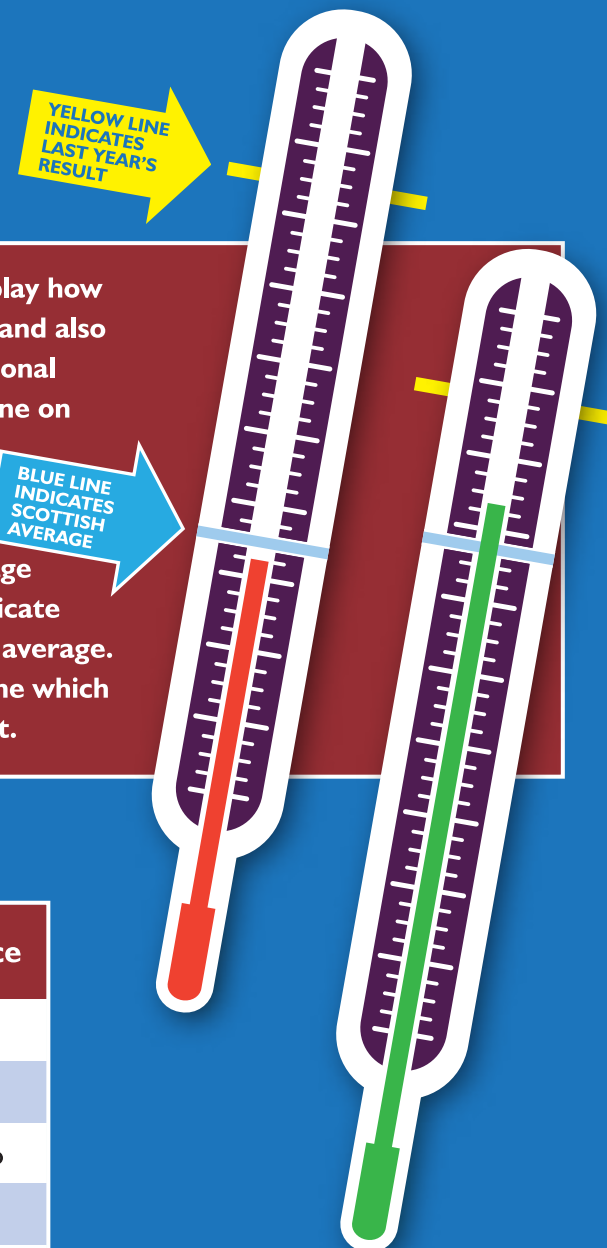 YELLOW LINE
INDICATES
LAST YEAR'S
RESULT
play how
and also
onal
ne on
BLUE LINE
INDICATES
SCOTTISH
AVERAGE
ge
icate
average.
ne which
t.
ce